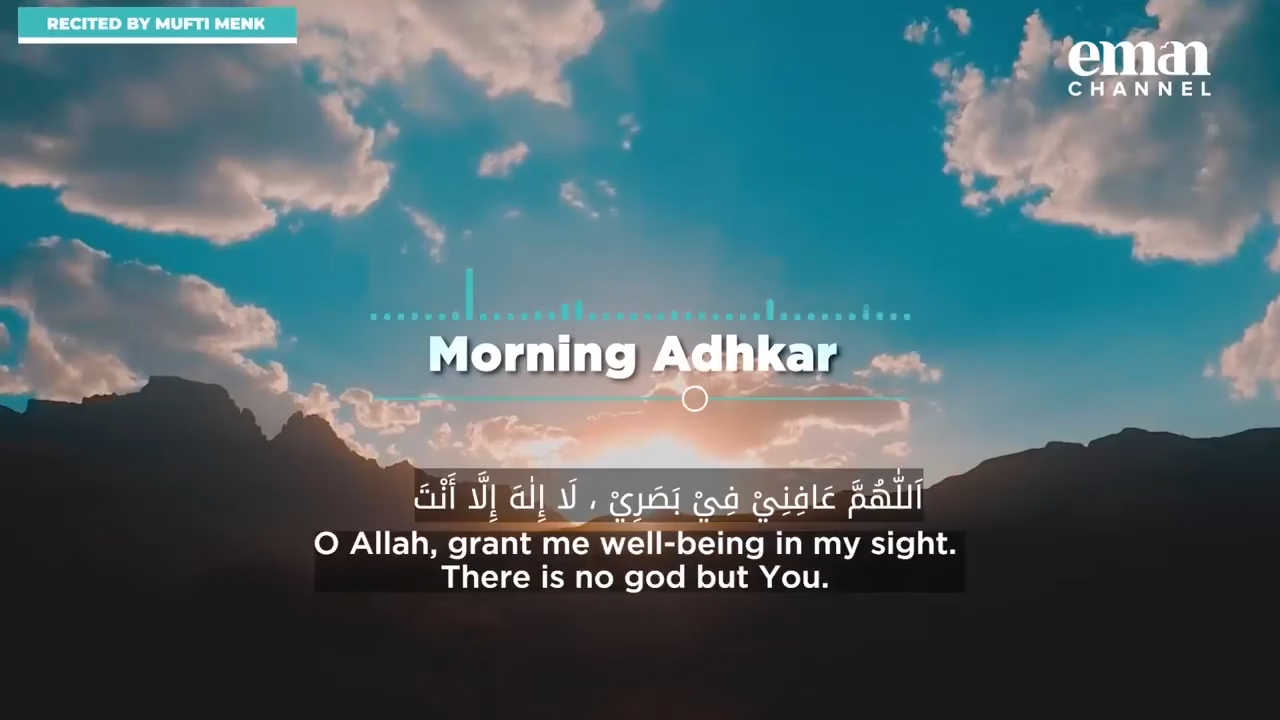 RECITED BY MUFTI MENK
eman
CHANNEL
Morning Adhkar
اَللّٰهُمَّ عَافِنِيْ فِيْ بَصَرِيْ ، لَا إِلٰهَ إِلَّا أَنْتَ
O Allah, grant me well-being in my sight.
There is no god but You.